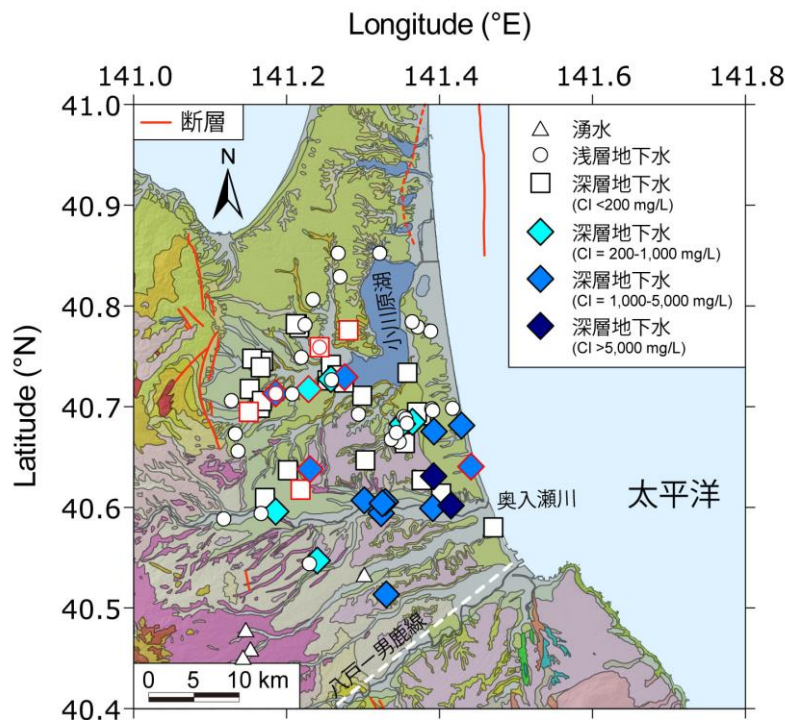 Longitude (°E)
141.0 141.2 141.4 141.6 141.8
Latitude (°N)
41.0
40.9
40.8
40.7
40.6
40.5
40.4
断層
N
湧水
浅層地下水
深層地下水
(Cl <200 mg/L)
深層地下水
(Cl = 200-1,000 mg/L)
深層地下水
(Cl = 1,000-5,000 mg/L)
深層地下水
(Cl >5,000 mg/L)
小川原湖
奥入瀬川
太平洋
八戸ー男鹿線
0 5 10 km